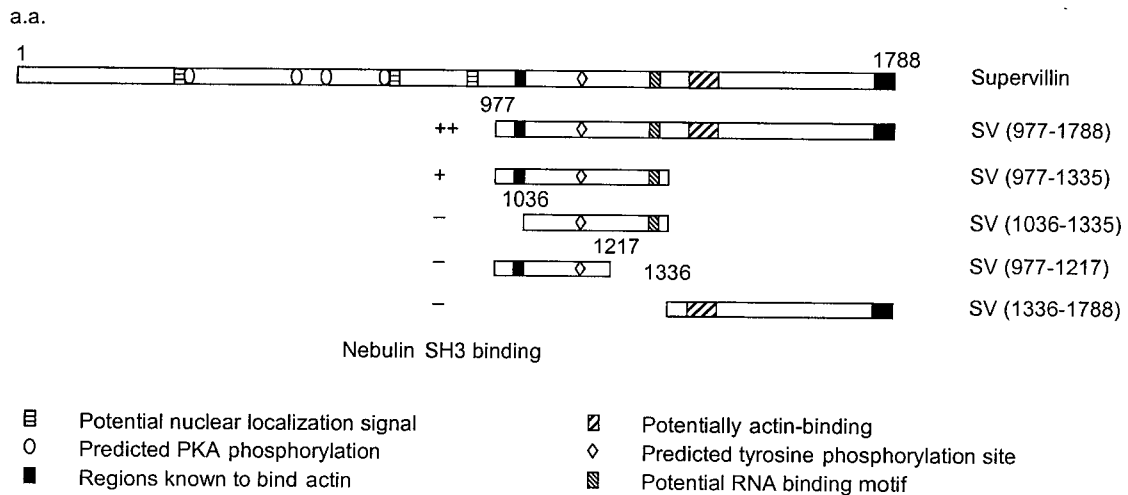 a.a.
1
1788
Supervillin
977
++
SV (977-1788)
+
SV (977-1335)
1036
–
SV (1036-1335)
1217
–
1336
SV (977-1217)
–
SV (1336-1788)
Nebulin SH3 binding
Potential nuclear localization signal
Potentially actin-binding
Predicted PKA phosphorylation
Predicted tyrosine phosphorylation site
Regions known to bind actin
Potential RNA binding motif